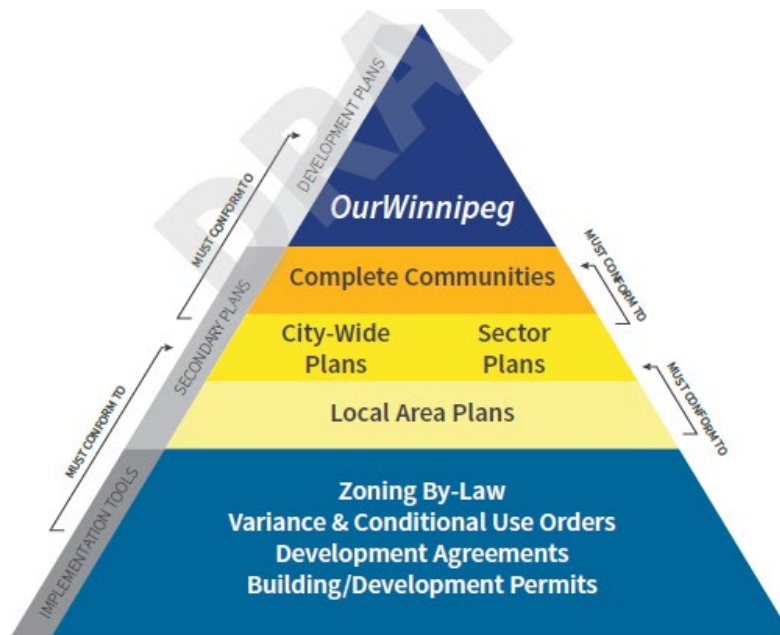 DRAF
DEVELOPMENT PLANS
MUST CONFORM TO
OurWinnipeg
MUST CONFORM TO
Complete Communities
SECONDARY PLANS
City-Wide
Plans
Sector
Plans
MUST CONFORM TO
MUST CONFORM TO
Local Area Plans
IMPLEMENTATION TOOLS
Zoning By-Law
Variance & Conditional Use Orders
Development Agreements
Building/Development Permits